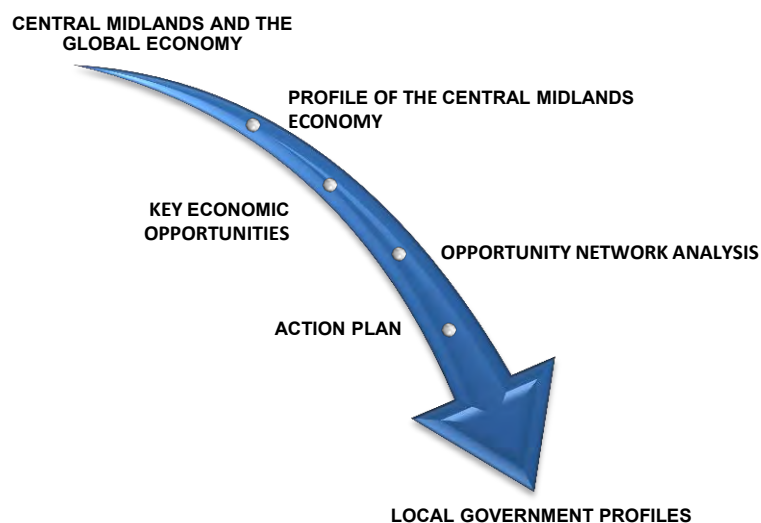 CENTRAL MIDLANDS AND THE
GLOBAL ECONOMY
PROFILE OF THE CENTRAL MIDLANDS
ECONOMY
KEY ECONOMIC
OPPORTUNITIES
OPPORTUNITY NETWORK ANALYSIS
ACTION PLAN
LOCAL GOVERNMENT PROFILES